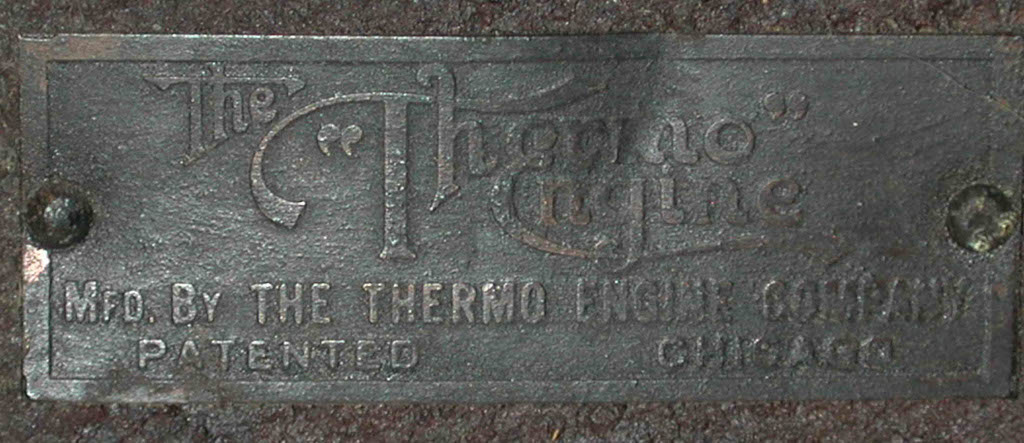 The “Thermo”
Engine
MFD. BY THE THERMO ENGINE COMPANY
PATENTED CHICAGO